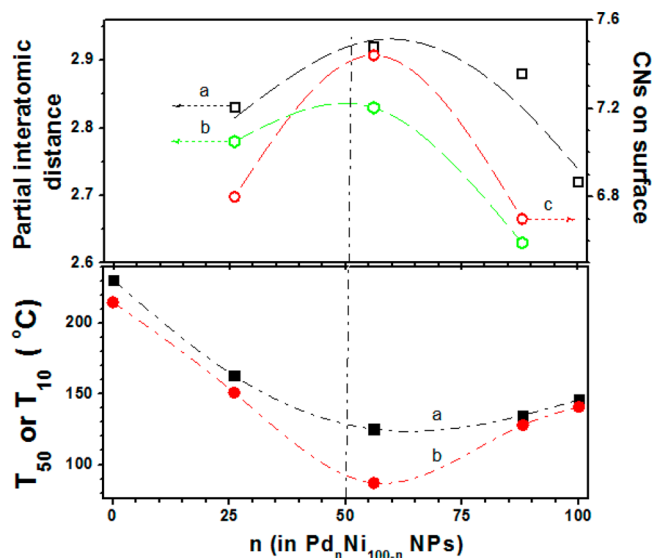 Partial interatomic
distance
2.9
2.8
2.7
2.6
a
b
c
7.6
7.2
6.8
CNs on surface
T50 or T10 ( °C)
200
150
100
a
b
0
25
50
75
100
n (in PdnNi100-n NPs)